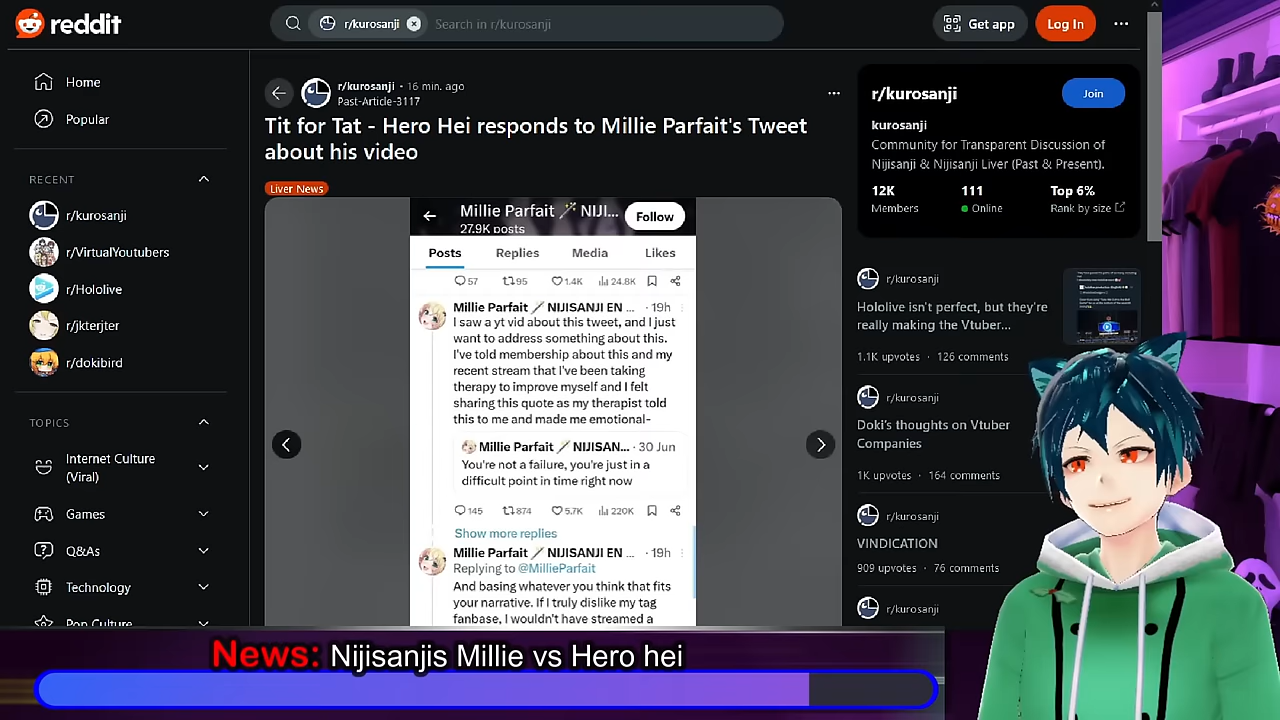 reddit
r/kurosanji
Search in r/kurosanji
Get app
Log In
Home
Popular
RECENT
r/kurosanji
r/VirtualYoutubers
r/Hololive
r/jkterjter
r/dokibird
TOPICS
Internet Culture
(Viral)
Games
Q&As
Technology
Pop Culture
r/kurosanji • 16 min. ago
Past-Article-3117
Tit for Tat - Hero Hei responds to Millie Parfait's Tweet
about his video
Liver News
Millie Parfait NIJI...
27.9K posts
Follow
Posts
Replies
Media
Likes
57 95 1.4K 24.8K
Millie Parfait NIJISANJI EN ... • 19h
I saw a yt vid about this tweet, and I just
want to address something about this.
I've told membership about this and my
recent stream that I've been taking
therapy to improve myself and I felt
sharing this quote as my therapist told
this to me and made me emotional-
Millie Parfait NIJISAN... • 30 Jun
You're not a failure, you're just in a
difficult point in time right now
145 874 5.7K 220K
Show more replies
Millie Parfait NIJISANJI EN ... • 19h
Replying to @MillieParfait
And basing whatever you think that fits
your narrative. If I truly dislike my tag
fanbase, I wouldn't have streamed a
r/kurosanji
Join
kurosanji
Community for Transparent Discussion of
Nijisanji & Nijisanji Liver (Past & Present).
12K
Members
111
Online
Top 6%
Rank by size
r/kurosanji
Hololive isn't perfect, but they're
really making the Vtuber...
1.1K upvotes · 126 comments
r/kurosanji
Doki's thoughts on Vtuber
Companies
1K upvotes · 164 comments
r/kurosanji
VINDICATION
909 upvotes · 76 comments
r/kurosanji
News: Nijisanjis Millie vs Hero hei